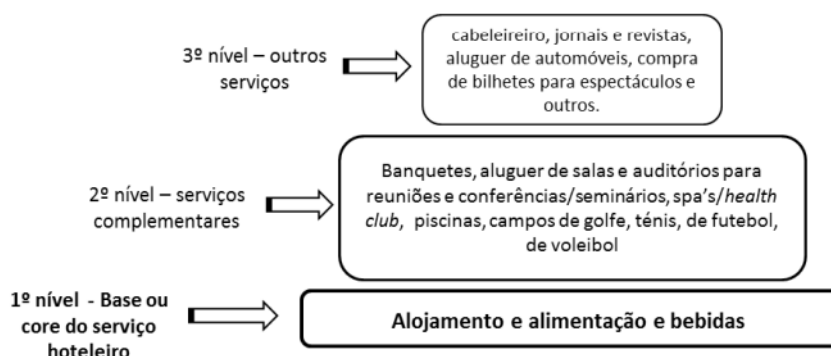 3º nível – outros
serviços
cabeleireiro, jornais e revistas,
aluguer de automóveis, compra
de bilhetes para espectáculos e
outros.
2º nível – serviços
complementares
Banquetes, aluguer de salas e auditórios para
reuniões e conferências/seminários, spa's/health
club, piscinas, campos de golfe, ténis, de futebol,
de voleibol
1º nível - Base ou
core do serviço
hoteleiro
Alojamento e alimentação e bebidas